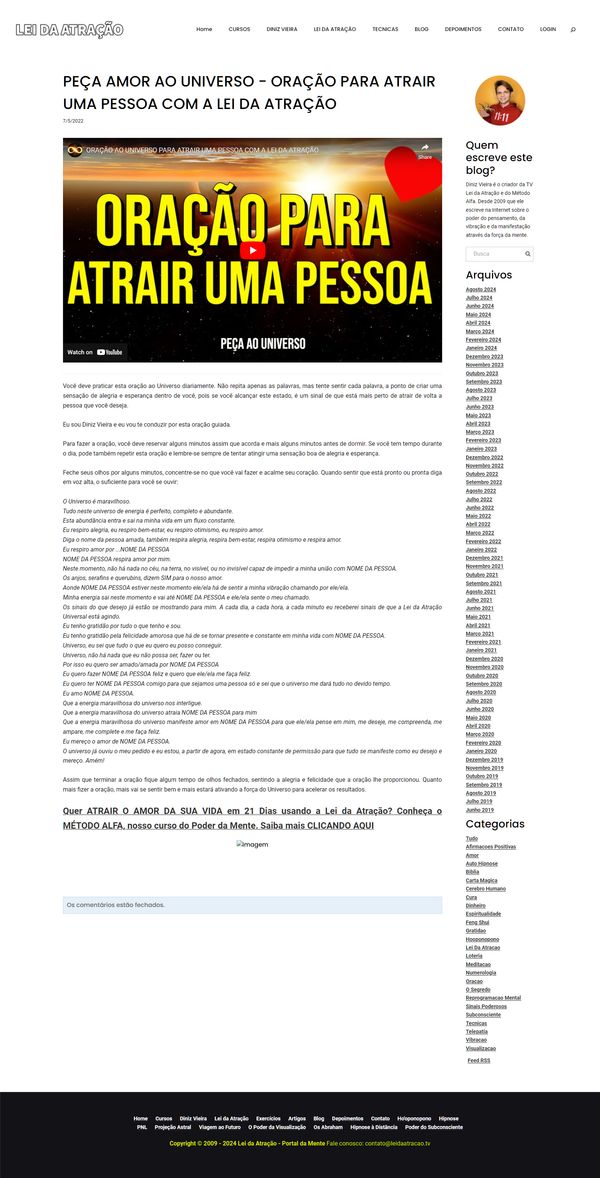 LEI DA ATRAÇÃO
Home CURSOS DINIZ VIEIRA LEI DA ATRAÇÃO TECNICAS BLOG DEPOIMENTOS CONTATO LOGIN
PEÇA AMOR AO UNIVERSO - ORAÇÃO PARA ATRAIR
UMA PESSOA COM A LEI DA ATRAÇÃO
7/5/2022
ORAÇÃO AO UNIVERSO PARA ATRAIR UMA PESSOA COM A LEI DA ATRAÇÃO
Share
ORAÇÃO PARA
ATRAIR UMA PESSOA
PEÇA AO UNIVERSO
Watch on YouTube
Você deve praticar esta oração ao Universo diariamente. Não repita apenas as palavras, mas tente sentir cada palavra, a ponto de criar uma
sensação de alegria e esperança dentro de você, pois se você alcançar este estado, é um sinal de que está mais perto de atrair de volta a
pessoa que você deseja.
Eu sou Diniz Vieira e eu vou te conduzir por esta oração guiada.
Para fazer a oração, você deve reservar alguns minutos assim que acorda e mais alguns minutos antes de dormir. Se você tem tempo durante
o dia, pode também repetir esta oração e lembre-se sempre de tentar atingir uma sensação boa de alegria e esperança.
Feche seus olhos por alguns minutos, concentre-se no que você vai fazer e acalme seu coração. Quando sentir que está pronto ou pronta diga
em voz alta, o suficiente para você se ouvir:
O Universo é maravilhoso.
Tudo neste universo de energia é perfeito, completo e abundante.
Esta abundância entra e sai na minha vida em um fluxo constante.
Eu respiro alegria, eu respiro bem-estar, eu respiro otimismo, eu respiro amor.
Diga o nome da pessoa amada, também respira alegria, respira bem-estar, respira otimismo e respira amor.
Eu respiro amor por ...NOME DA PESSOA
NOME DA PESSOA respira amor por mim.
Neste momento, não há nada no céu, na terra, no visível, ou no invisível capaz de impedir a minha união com NOME DA PESSOA.
Os anjos, serafins e querubins, dizem SIM para o nosso amor.
Aonde NOME DA PESSOA estiver neste momento ele/ela há de sentir a minha vibração chamando por ele/ela.
Minha energia sai neste momento e vai até NOME DA PESSOA e ele/ela sente o meu chamado.
Os sinais do que desejo já estão se mostrando para mim. A cada dia, a cada hora, a cada minuto eu receberei sinais de que a Lei da Atração
Universal está agindo.
Eu tenho gratidão por tudo o que tenho e sou.
Eu tenho gratidão pela felicidade amorosa que há de se tornar presente e constante em minha vida com NOME DA PESSOA.
Universo, eu sei que tudo o que eu quero eu posso conseguir.
Universo, não há nada que eu não possa ser, fazer ou ter.
Por isso eu quero ser amado/amada por NOME DA PESSOA
Eu quero fazer NOME DA PESSOA feliz e quero que ele/ela me faça feliz.
Eu quero ter NOME DA PESSOA comigo para que sejamos uma pessoa só e sei que o universo me dará tudo no devido tempo.
Eu amo NOME DA PESSOA.
Que a energia maravilhosa do universo nos interligue.
Que a energia maravilhosa do universo atraia NOME DA PESSOA para mim
Que a energia maravilhosa do universo manifeste amor em NOME DA PESSOA para que ele/ela pense em mim, me deseje, me compreenda, me
ampare, me complete e me faça feliz.
Eu mereço o amor de NOME DA PESSOA.
O universo já ouviu o meu pedido e eu estou, a partir de agora, em estado constante de permissão para que tudo se manifeste como eu desejo e
mereço. Amém!
Assim que terminar a oração fique algum tempo de olhos fechados, sentindo a alegria e felicidade que a oração lhe proporcionou. Quanto
mais fizer a oração, mais vai se sentir bem e mais estará ativando a força do Universo para acelerar os resultados.
Quer ATRAIR O AMOR DA SUA VIDA em 21 Dias usando a Lei da Atração? Conheça o
MÉTODO ALFA, nosso curso do Poder da Mente. Saiba mais CLICANDO AQUI
Imagem
Os comentários estão fechados.
11:11
Quem
escreve este
blog?
Diniz Vieira é o criador da TV
Lei da Atração e do Método
Alfa. Desde 2009 que ele
escreve na Internet sobre o
poder do pensamento, da
vibração e da manifestação
através da força da mente.
Busca
Arquivos
Agosto 2024
Julho 2024
Junho 2024
Maio 2024
Abril 2024
Março 2024
Fevereiro 2024
Janeiro 2024
Dezembro 2023
Novembro 2023
Outubro 2023
Setembro 2023
Agosto 2023
Julho 2023
Junho 2023
Maio 2023
Abril 2023
Março 2023
Fevereiro 2023
Janeiro 2023
Dezembro 2022
Novembro 2022
Outubro 2022
Setembro 2022
Agosto 2022
Julho 2022
Junho 2022
Maio 2022
Abril 2022
Março 2022
Fevereiro 2022
Janeiro 2022
Dezembro 2021
Novembro 2021
Outubro 2021
Setembro 2021
Agosto 2021
Julho 2021
Junho 2021
Maio 2021
Abril 2021
Março 2021
Fevereiro 2021
Janeiro 2021
Dezembro 2020
Novembro 2020
Outubro 2020
Setembro 2020
Agosto 2020
Julho 2020
Junho 2020
Maio 2020
Abril 2020
Março 2020
Fevereiro 2020
Janeiro 2020
Dezembro 2019
Novembro 2019
Outubro 2019
Setembro 2019
Agosto 2019
Julho 2019
Junho 2019
Categorias
Tudo
Afirmacoes Positivas
Amor
Auto Hipnose
Biblia
Carta Magica
Cerebro Humano
Cura
Dinheiro
Espiritualidade
Feng Shui
Gratidao
Hooponopono
Lei Da Atracao
Loteria
Meditacao
Numerologia
Oracao
O Segredo
Reprogramacao Mental
Sinais Poderosos
Subconsciente
Tecnicas
Telepatia
Vibracao
Visualizacao
Feed RSS
Home Cursos Diniz Vieira Lei da Atração Exercícios Artigos Blog Depoimentos Contato Ho'oponopono Hipnose
PNL Projeção Astral Viagem ao Futuro O Poder da Visualização Os Abraham Hipnose à Distância Poder do Subconsciente
Copyright © 2009 - 2024 Lei da Atração - Portal da Mente Fale conosco: contato@leidaatracao.tv